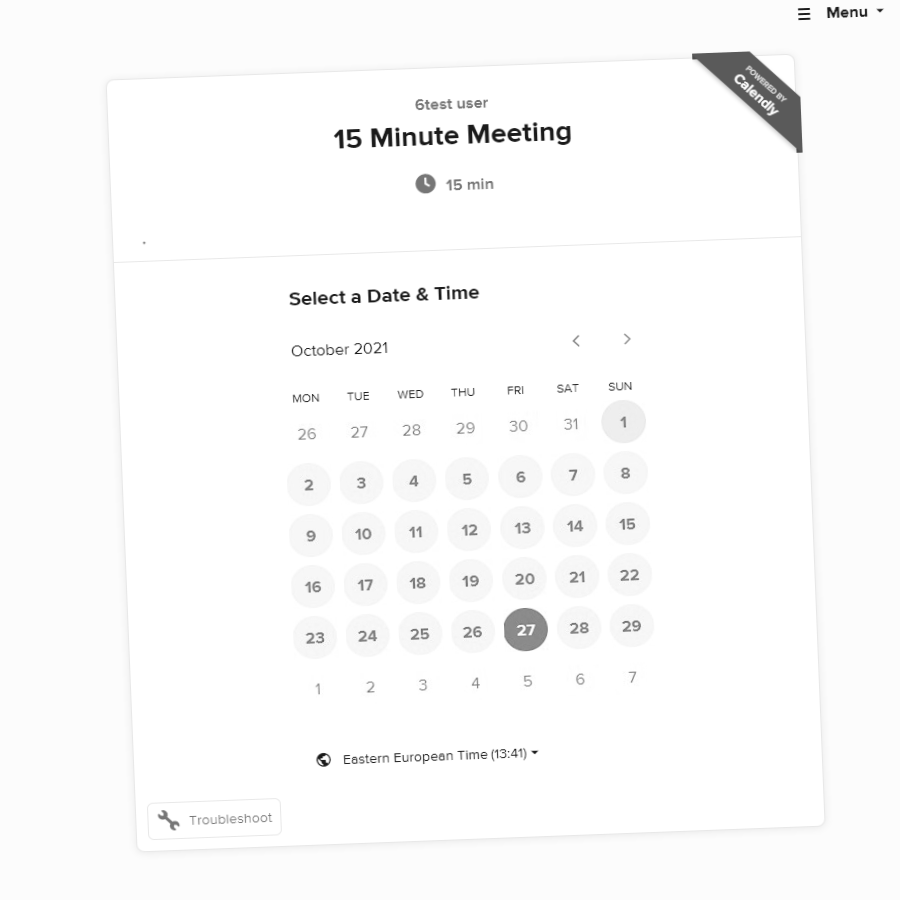 Menu
POWERED BY
Calendly
6test user
15 Minute Meeting
15 min
Select a Date & Time
October 2021
MON TUE WED THU FRI SAT SUN
26 27 28 29 30 31 1
2 3 4 5 6 7 8
9 10 11 12 13 14 15
16 17 18 19 20 21 22
23 24 25 26 27 28 29
1 2 3 4 5 6 7
Eastern European Time (13:41)
Troubleshoot